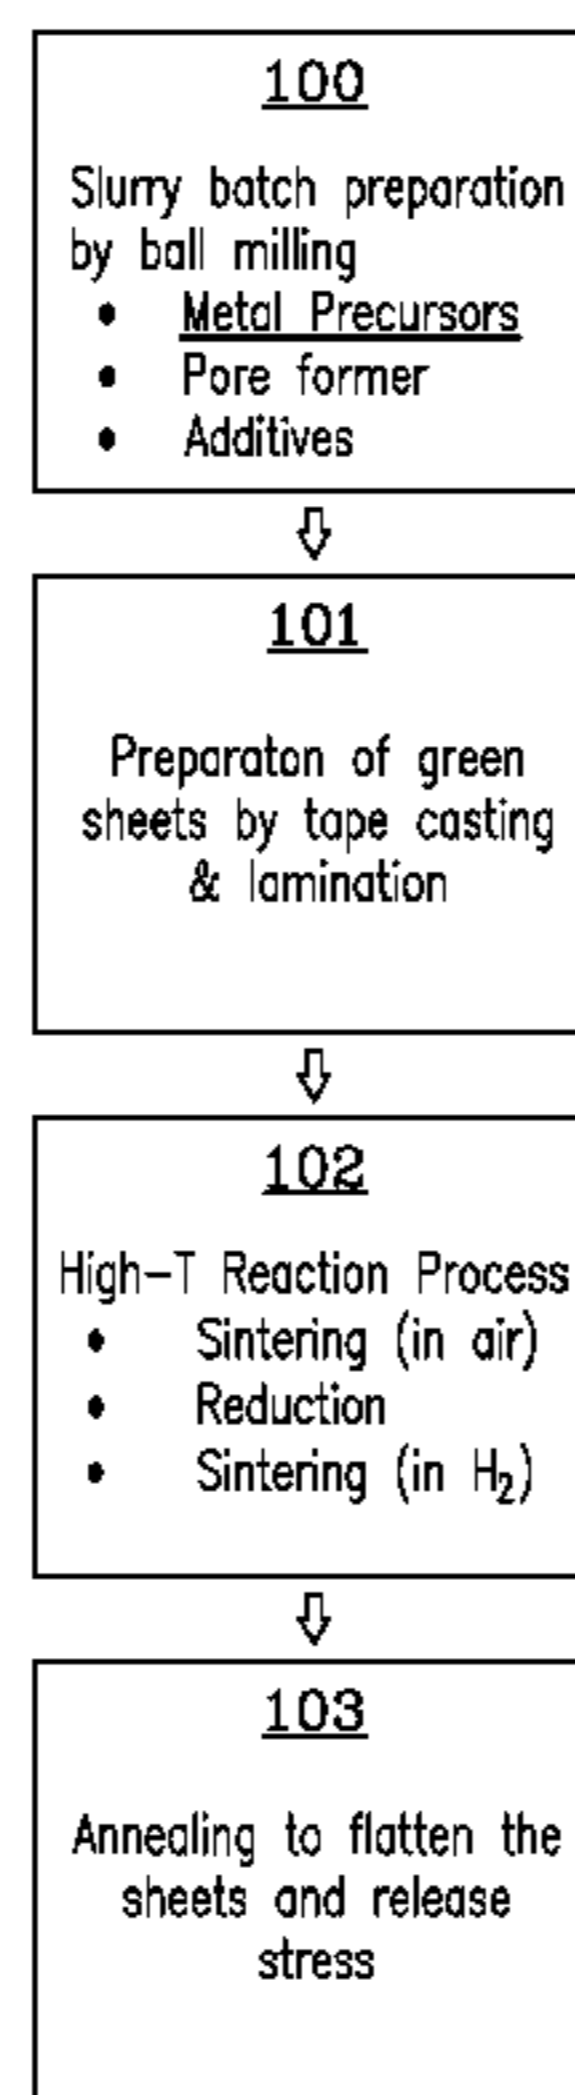 100
Slurry batch preparation
by ball milling
• Metal Precursors
• Pore former
• Additives
101
Preparaton of green
sheets by tape casting
& lamination
102
High-T Reaction Process
• Sintering (in air)
• Reduction
• Sintering (in H₂)
103
Annealing to flatten the
sheets and release
stress